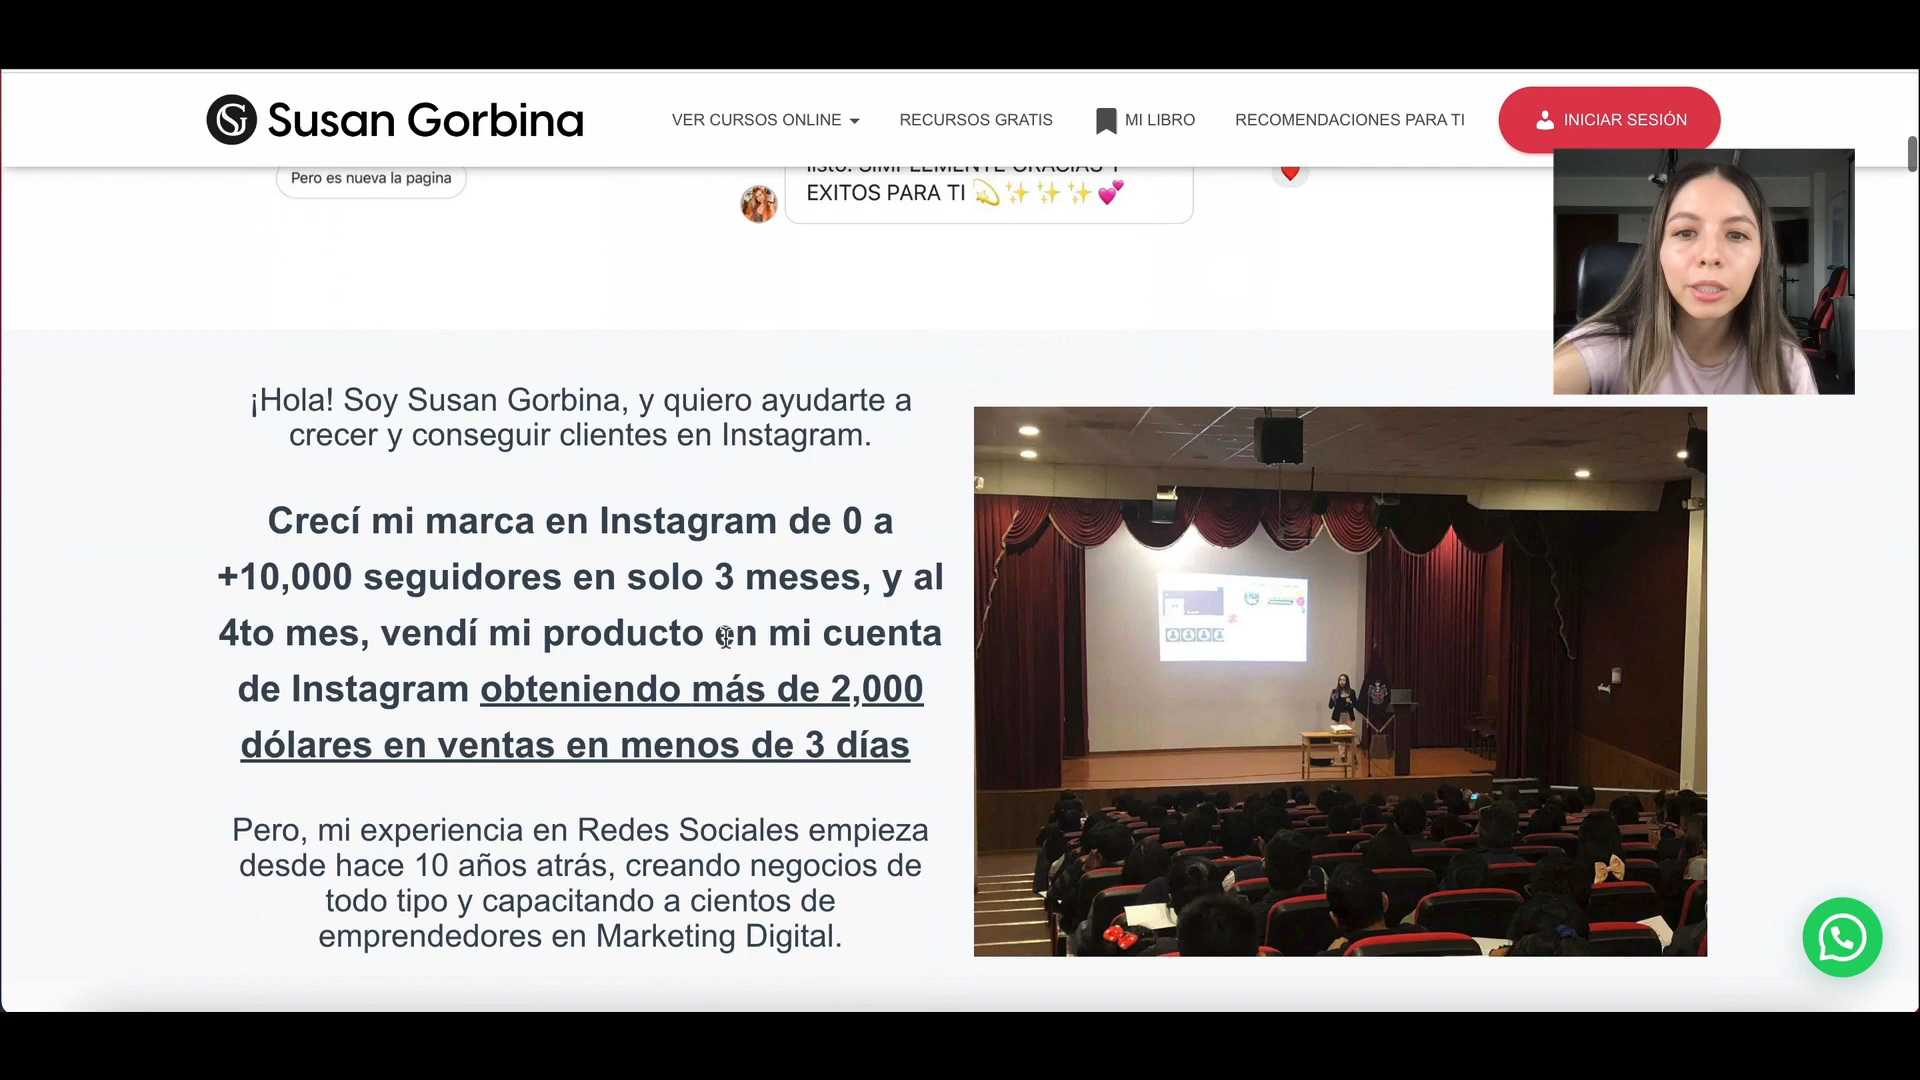 Susan Gorbina
VER CURSOS ONLINE
RECURSOS GRATIS
MI LIBRO
RECOMENDACIONES PARA TI
INICIAR SESIÓN
Pero es nueva la pagina
listo. SIMPLEMENTE GRACIAS Y
EXITOS PARA TI 💫✨✨✨💕
¡Hola! Soy Susan Gorbina, y quiero ayudarte a
crecer y conseguir clientes en Instagram.
Crecí mi marca en Instagram de 0 a
+10,000 seguidores en solo 3 meses, y al
4to mes, vendí mi producto en mi cuenta
de Instagram obteniendo más de 2,000
dólares en ventas en menos de 3 días
Pero, mi experiencia en Redes Sociales empieza
desde hace 10 años atrás, creando negocios de
todo tipo y capacitando a cientos de
emprendedores en Marketing Digital.